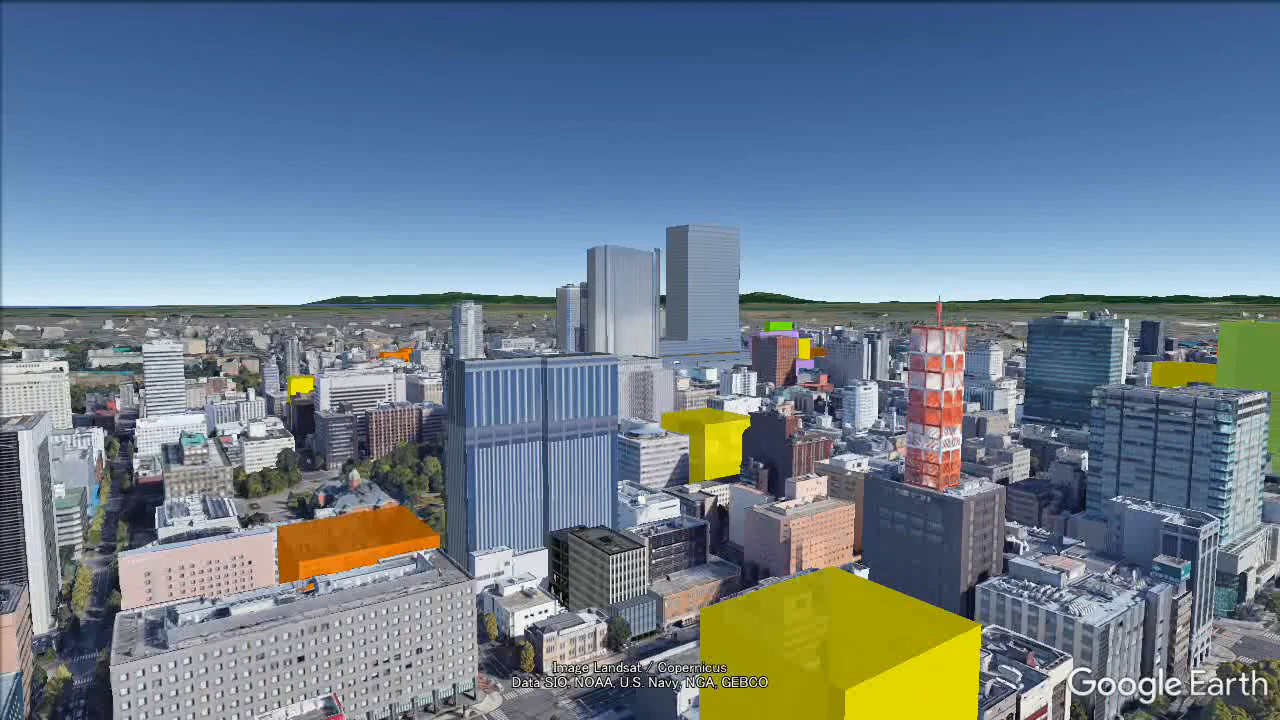 Image Landsat / Copernicus
Data SIO, NOAA, U.S. Navy, NGA, GEBCO
Google Earth